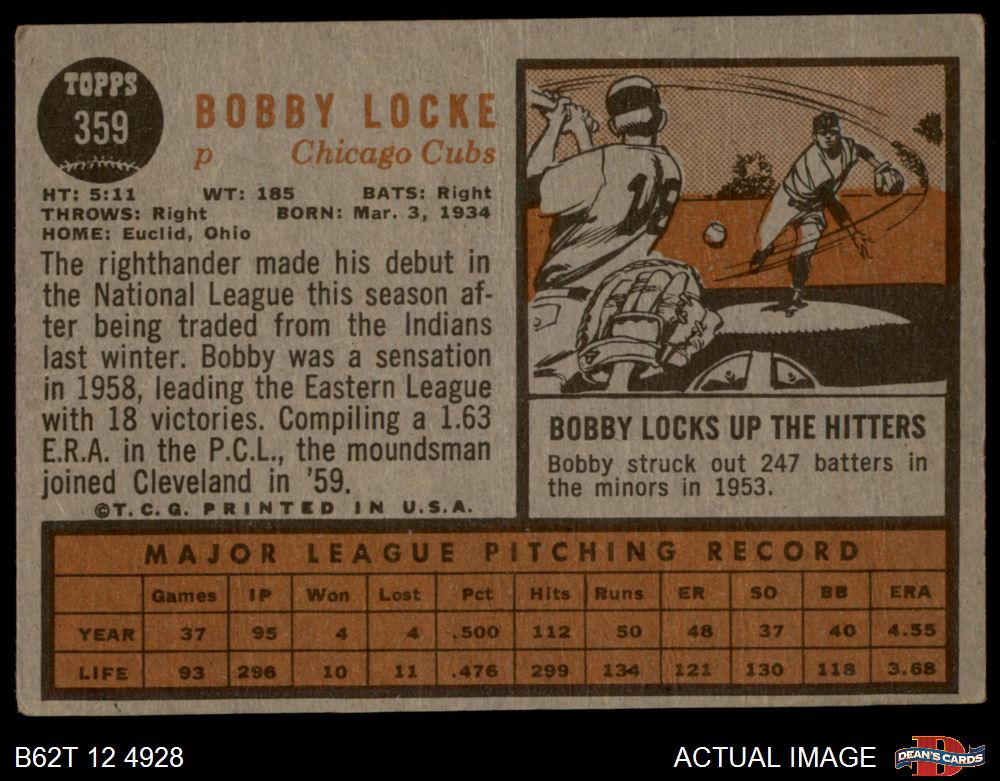 TOPPS
359
BOBBY LOCKE
p Chicago Cubs
HT: 5:11 WT: 185 BATS: Right
THROWS: Right BORN: Mar. 3, 1934
HOME: Euclid, Ohio
The righthander made his debut in
the National League this season af-
ter being traded from the Indians
last winter. Bobby was a sensation
in 1958, leading the Eastern League
with 18 victories. Compiling a 1.63
E.R.A. in the P.C.L., the moundsman
joined Cleveland in '59.
©T.C.G. PRINTED IN U.S.A.
18
BOBBY LOCKS UP THE HITTERS
Bobby struck out 247 batters in
the minors in 1953.
MAJOR LEAGUE PITCHING RECORD
Games IP Won Lost Pct Hits Runs ER SO BB ERA
YEAR 37 95 4 4 .500 112 50 48 37 40 4.55
LIFE 93 296 10 11 .476 299 134 121 130 118 3.68
B62T 12 4928
ACTUAL IMAGE
D
DEAN'S CARDS